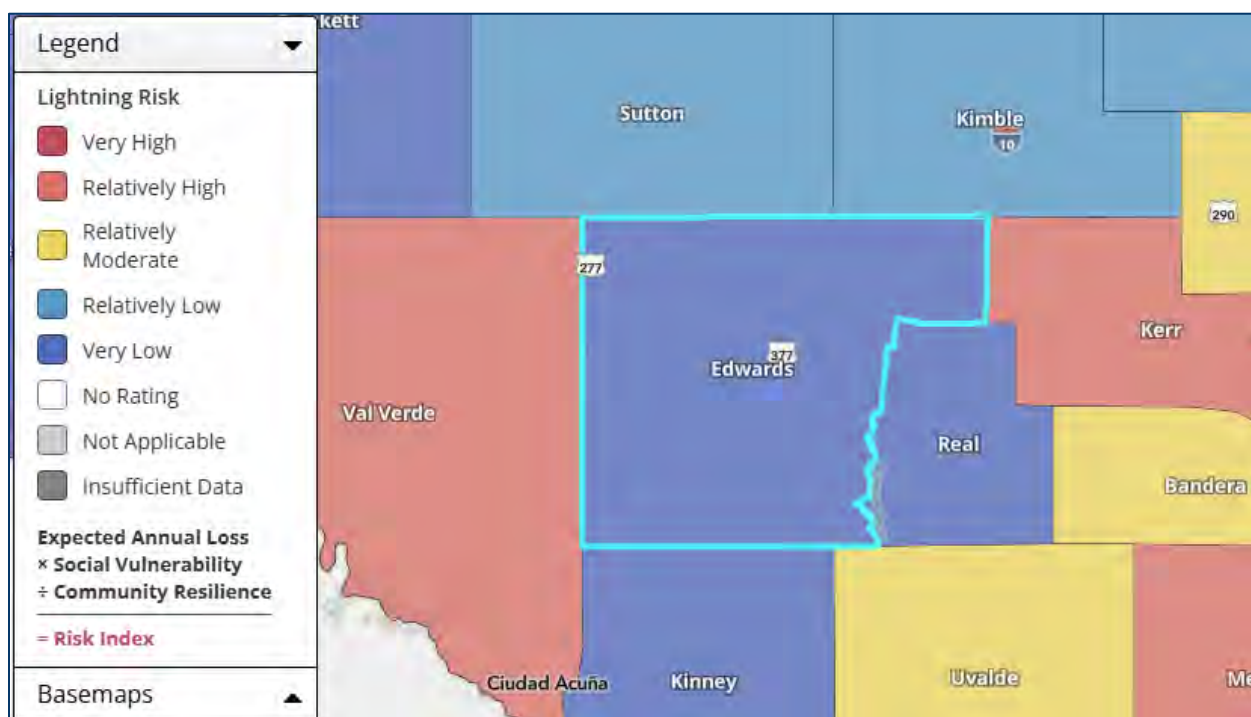 Legend
Lightning Risk
Very High
Relatively High
Relatively
Moderate
Relatively Low
Very Low
No Rating
Not Applicable
Insufficient Data
Expected Annual Loss
× Social Vulnerability
÷ Community Resilience
= Risk Index
Basemaps
kett
Sutton
Kimble
10
290
277
Kerr
377
Edwards
Val Verde
Real
Bandera
Ciudad Acuña
Kinney
Uvalde
Me